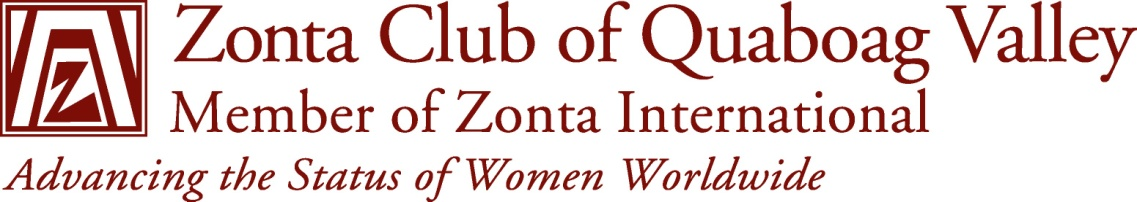 Zonta Club of Quaboag Valley
Member of Zonta International
Advancing the Status of Women Worldwide